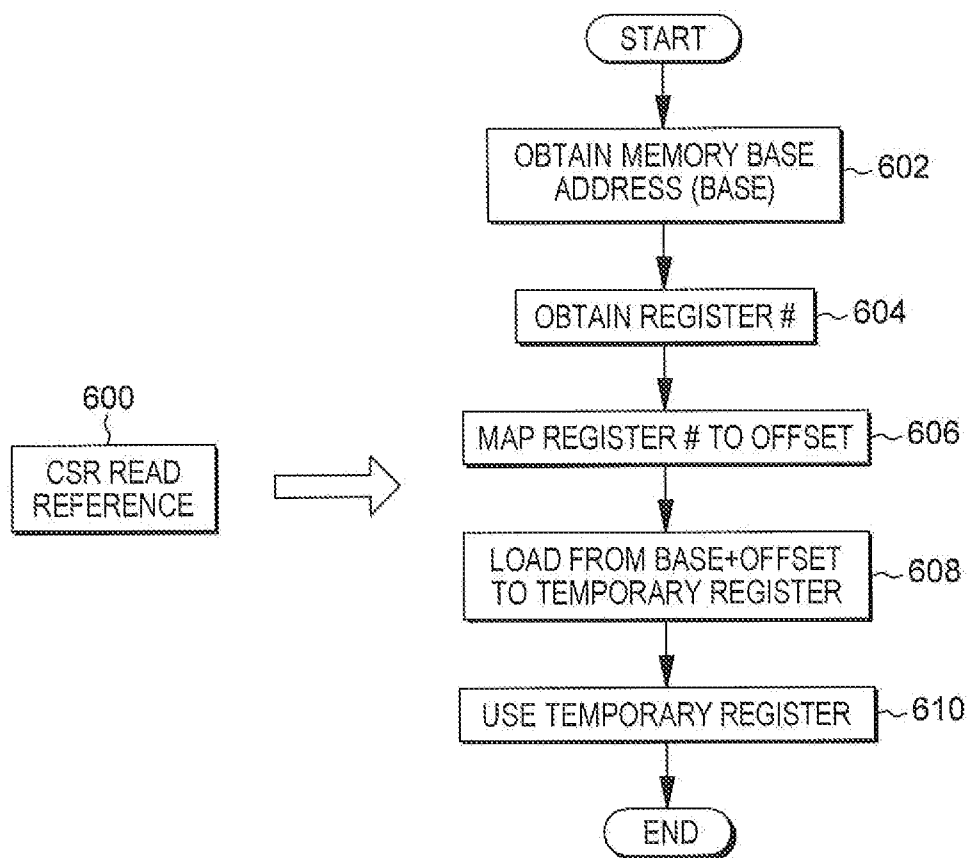 START
OBTAIN MEMORY BASE
ADDRESS (BASE)
602
OBTAIN REGISTER #
604
600
CSR READ
REFERENCE
MAP REGISTER # TO OFFSET
606
LOAD FROM BASE+OFFSET
TO TEMPORARY REGISTER
608
USE TEMPORARY REGISTER
610
END